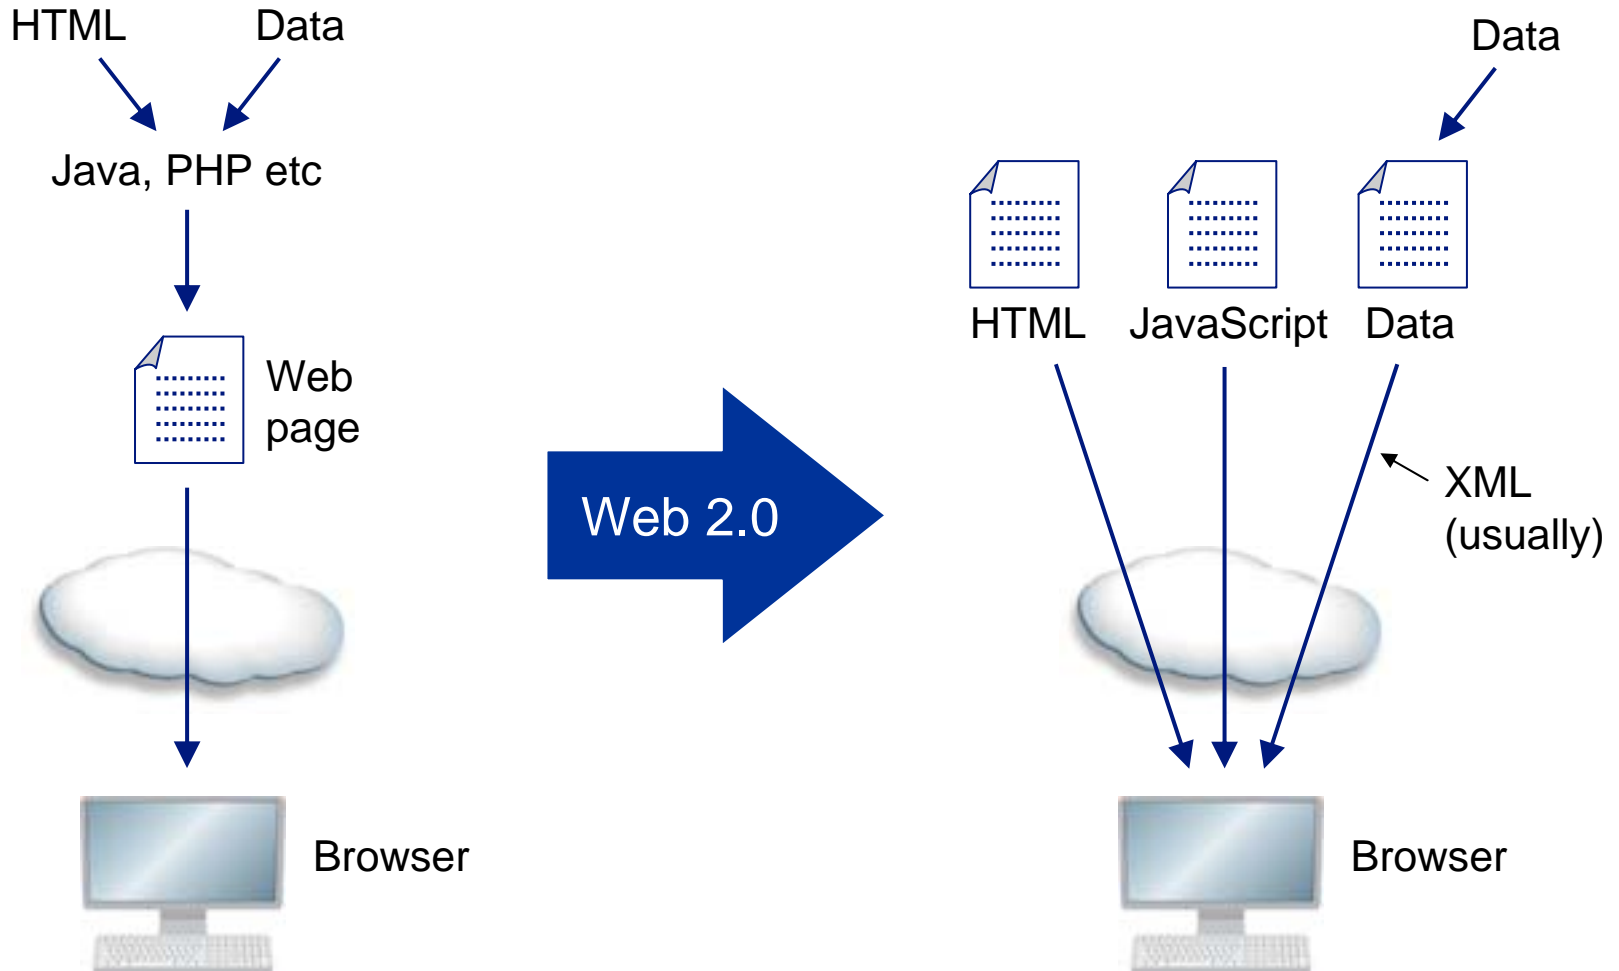 HTML
Data
Java, PHP etc
Web
page
Browser
Web 2.0
Data
HTML
JavaScript
Data
XML
(usually)
Browser